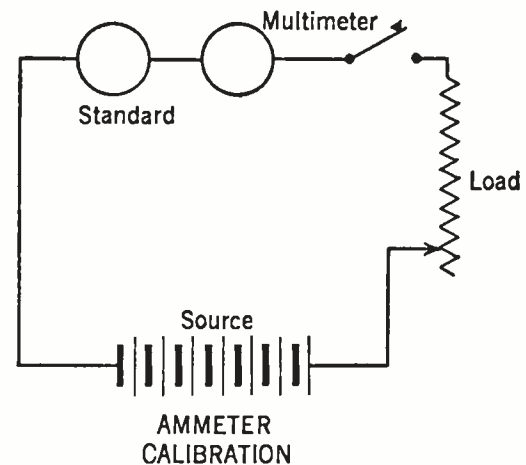 Multimeter
Standard
Load
Source
AMMETER
CALIBRATION